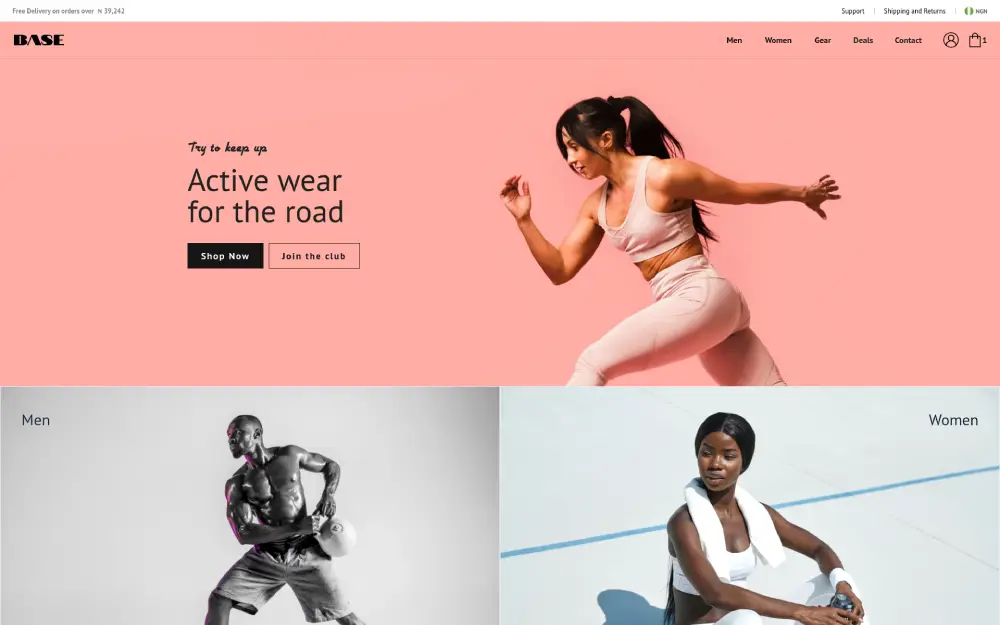 Free Delivery on orders over ₦ 39,242
Support
Shipping and Returns
NGN
BASE
Men
Women
Gear
Deals
Contact
1
Try to keep up
Active wear
for the road
Shop Now
Join the club
Men
Women